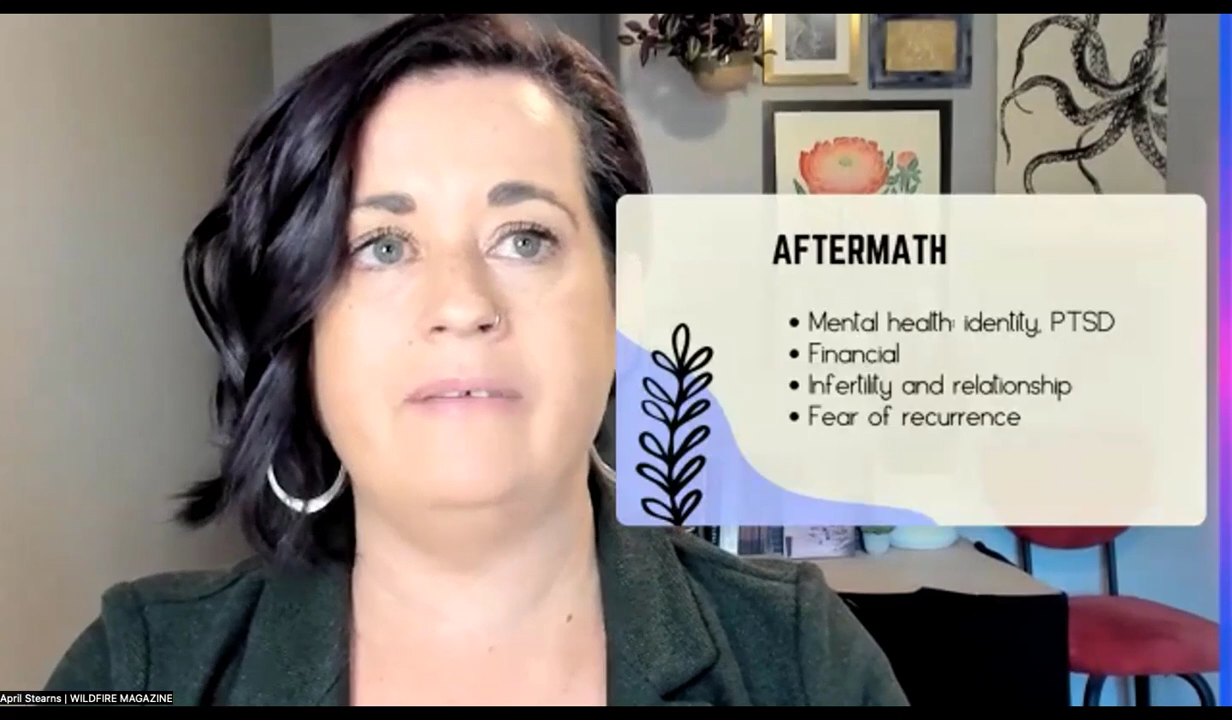 AFTERMATH
• Mental health: identity, PTSD
• Financial
• Infertility and relationship
• Fear of recurrence
April Stearns | WILDFIRE MAGAZINE